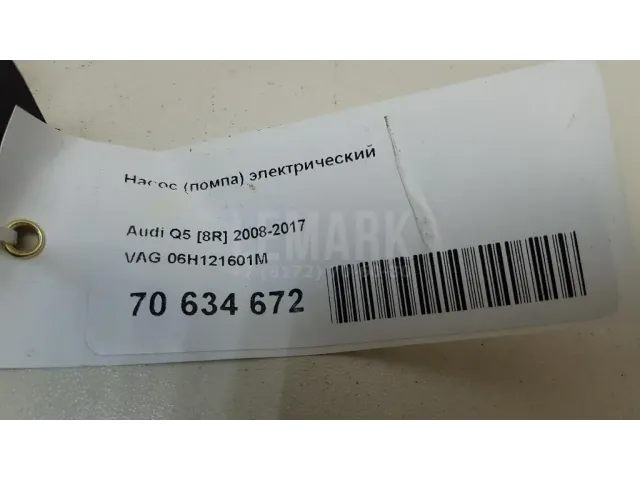 Насос (помпа) электрический
Audi Q5 [8R] 2008-2017
VAG 06H121601M
70 634 672